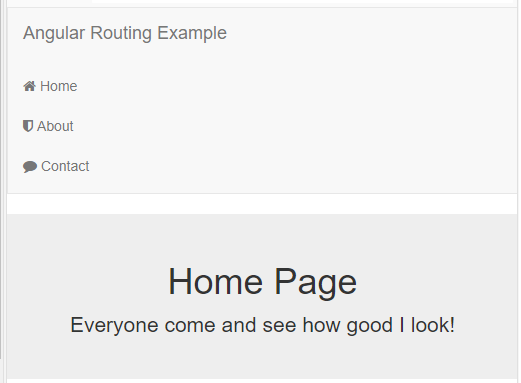 Angular Routing Example
Home
About
Contact
Home Page
Everyone come and see how good I look!